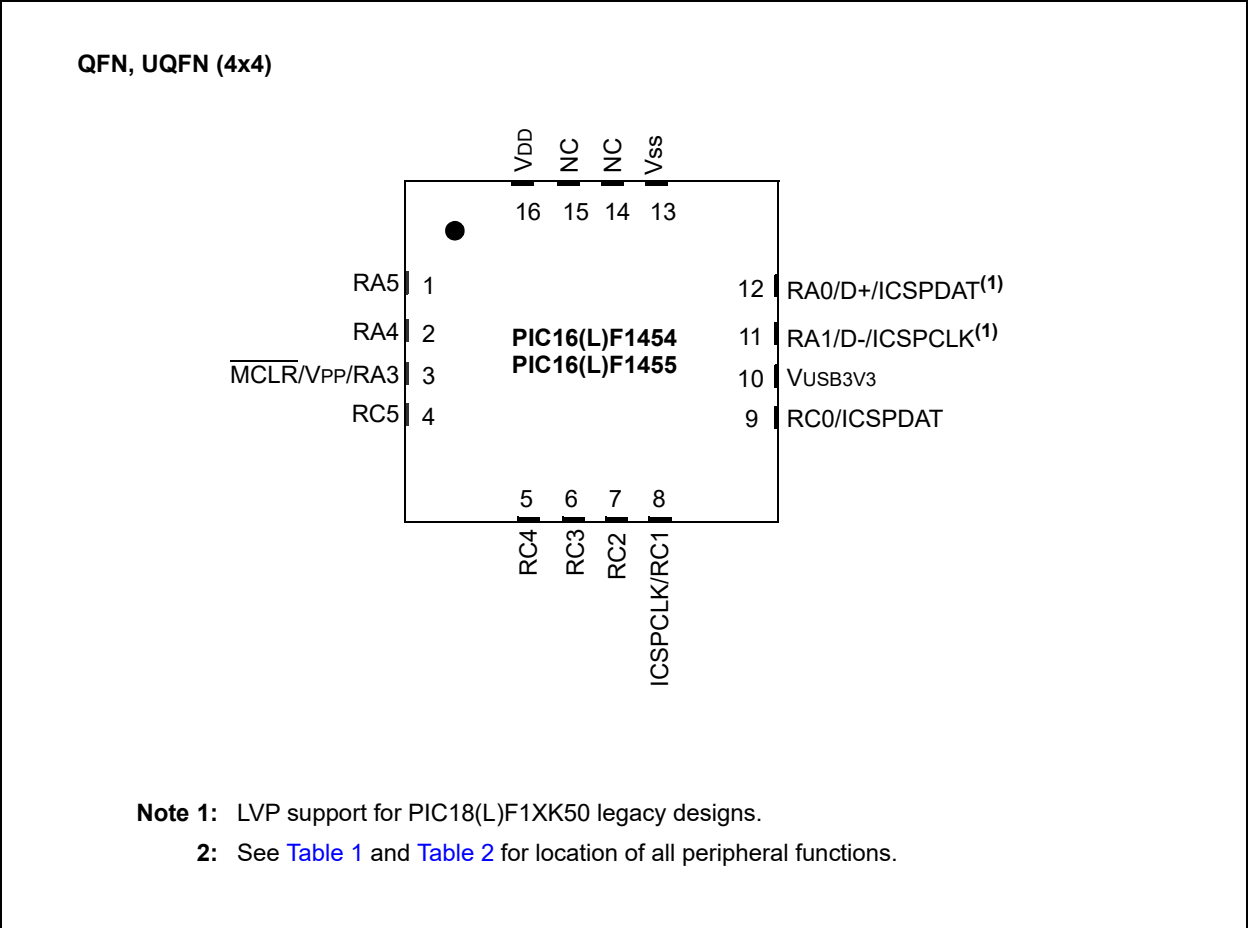 QFN, UQFN (4x4)
VDD
NC
NC
Vss
16 15 14 13
RA5 1
12 RA0/D+/ICSPDAT(1)
RA4 2
11 RA1/D-/ICSPCLK(1)
PIC16(L)F1454
PIC16(L)F1455
MCLR/VPP/RA3 3
10 VUSB3V3
RC5 4
9 RC0/ICSPDAT
5 6 7 8
RC4
RC3
RC2
ICSPCLK/RC1
Note 1: LVP support for PIC18(L)F1XK50 legacy designs.
2: See Table 1 and Table 2 for location of all peripheral functions.